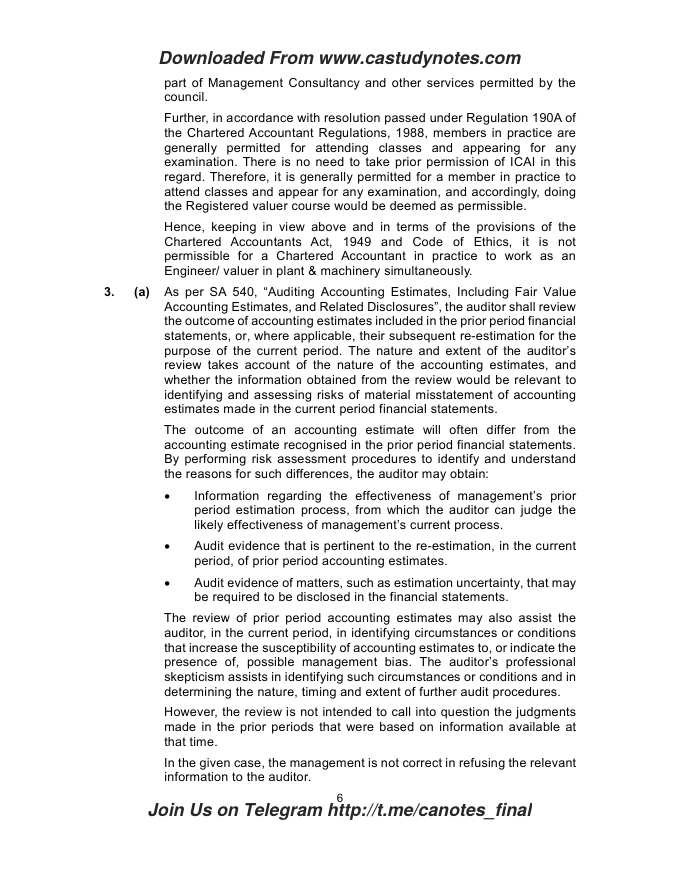 Downloaded From www.castudynotes.com
part of Management Consultancy and other services permitted by the
council.
Further, in accordance with resolution passed under Regulation 190A of
the Chartered Accountant Regulations, 1988, members in practice are
generally permitted for attending classes and appearing for any
examination. There is no need to take prior permission of ICAI in this
regard. Therefore, it is generally permitted for a member in practice to
attend classes and appear for any examination, and accordingly, doing
the Registered valuer course would be deemed as permissible.
Hence, keeping in view above and in terms of the provisions of the
Chartered Accountants Act, 1949 and Code of Ethics, it is not
permissible for a Chartered Accountant in practice to work as an
Engineer/ valuer in plant & machinery simultaneously.
3. (a) As per SA 540, “Auditing Accounting Estimates, Including Fair Value
Accounting Estimates, and Related Disclosures”, the auditor shall review
the outcome of accounting estimates included in the prior period financial
statements, or, where applicable, their subsequent re-estimation for the
purpose of the current period. The nature and extent of the auditor’s
review takes account of the nature of the accounting estimates, and
whether the information obtained from the review would be relevant to
identifying and assessing risks of material misstatement of accounting
estimates made in the current period financial statements.
The outcome of an accounting estimate will often differ from the
accounting estimate recognised in the prior period financial statements.
By performing risk assessment procedures to identify and understand
the reasons for such differences, the auditor may obtain:
• Information regarding the effectiveness of management’s prior
period estimation process, from which the auditor can judge the
likely effectiveness of management’s current process.
• Audit evidence that is pertinent to the re-estimation, in the current
period, of prior period accounting estimates.
• Audit evidence of matters, such as estimation uncertainty, that may
be required to be disclosed in the financial statements.
The review of prior period accounting estimates may also assist the
auditor, in the current period, in identifying circumstances or conditions
that increase the susceptibility of accounting estimates to, or indicate the
presence of, possible management bias. The auditor’s professional
skepticism assists in identifying such circumstances or conditions and in
determining the nature, timing and extent of further audit procedures.
However, the review is not intended to call into question the judgments
made in the prior periods that were based on information available at
that time.
In the given case, the management is not correct in refusing the relevant
information to the auditor.
6
Join Us on Telegram http://t.me/canotes_final